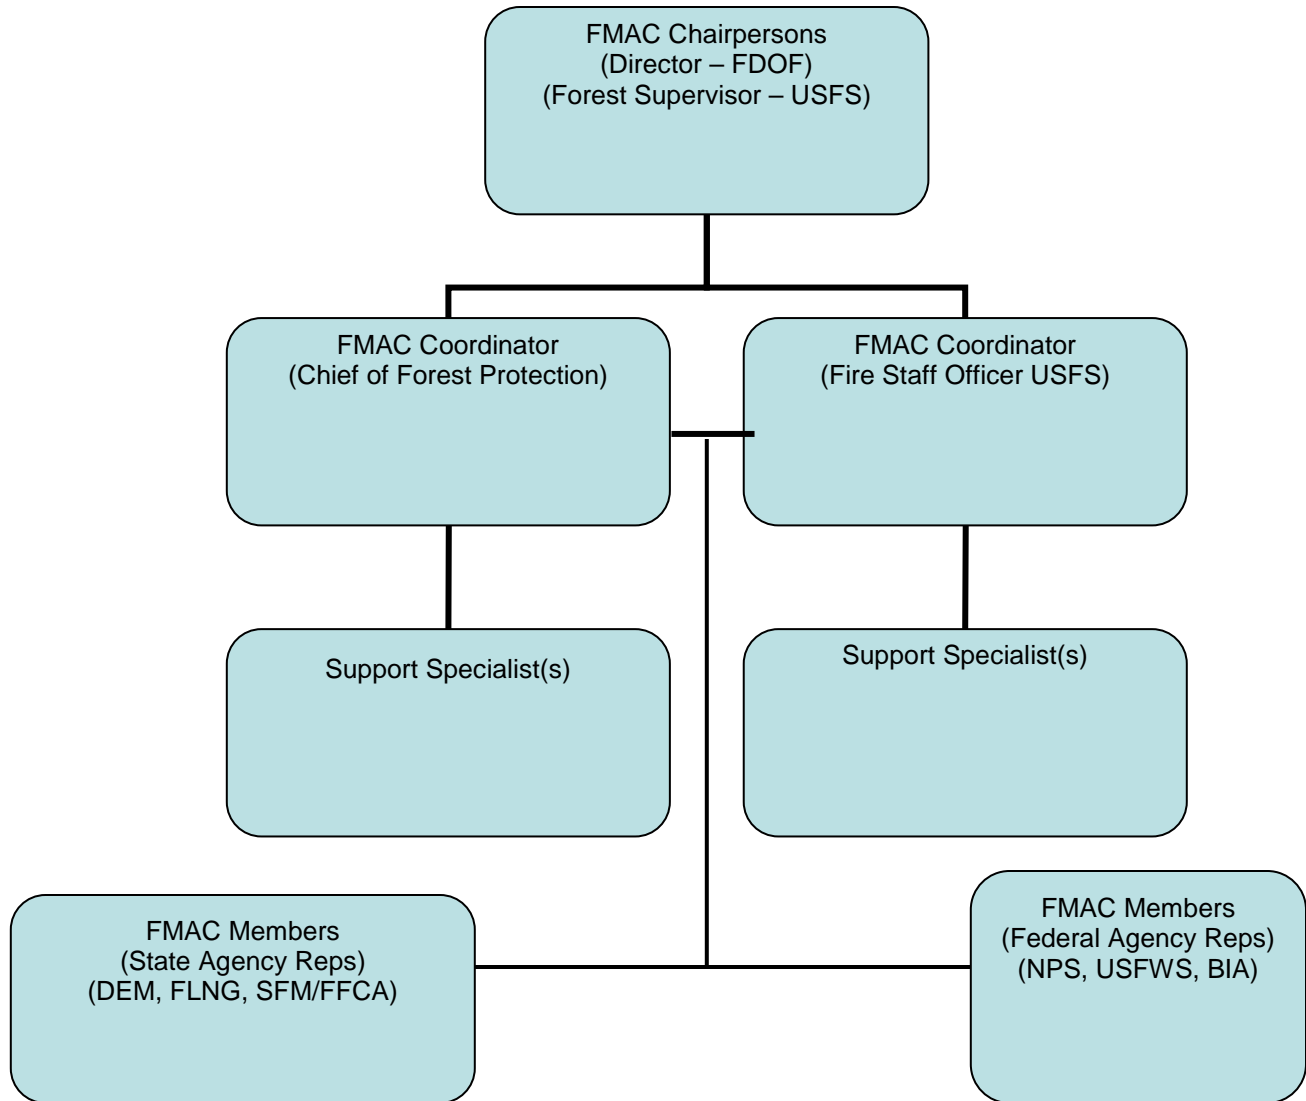 FMAC Chairpersons
(Director – FDOF)
(Forest Supervisor – USFS)
FMAC Coordinator
(Chief of Forest Protection)
FMAC Coordinator
(Fire Staff Officer USFS)
Support Specialist(s)
Support Specialist(s)
FMAC Members
(State Agency Reps)
(DEM, FLNG, SFM/FFCA)
FMAC Members
(Federal Agency Reps)
(NPS, USFWS, BIA)